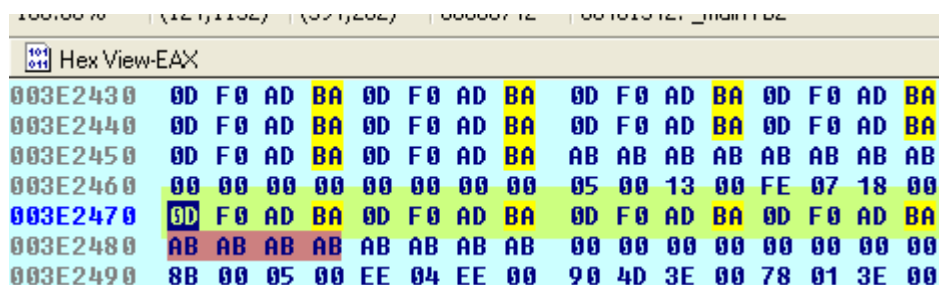 Hex View-EAX
003E2430 0D F0 AD BA 0D F0 AD BA 0D F0 AD BA 0D F0 AD BA
003E2440 0D F0 AD BA 0D F0 AD BA 0D F0 AD BA 0D F0 AD BA
003E2450 0D F0 AD BA 0D F0 AD BA AB AB AB AB AB AB AB AB
003E2460 00 00 00 00 00 00 00 00 05 00 13 00 FE 07 18 00
003E2470 0D F0 AD BA 0D F0 AD BA 0D F0 AD BA 0D F0 AD BA
003E2480 AB AB AB AB AB AB AB AB 00 00 00 00 00 00 00 00
003E2490 8B 00 05 00 EE 04 EE 00 90 4D 3E 00 78 01 3E 00